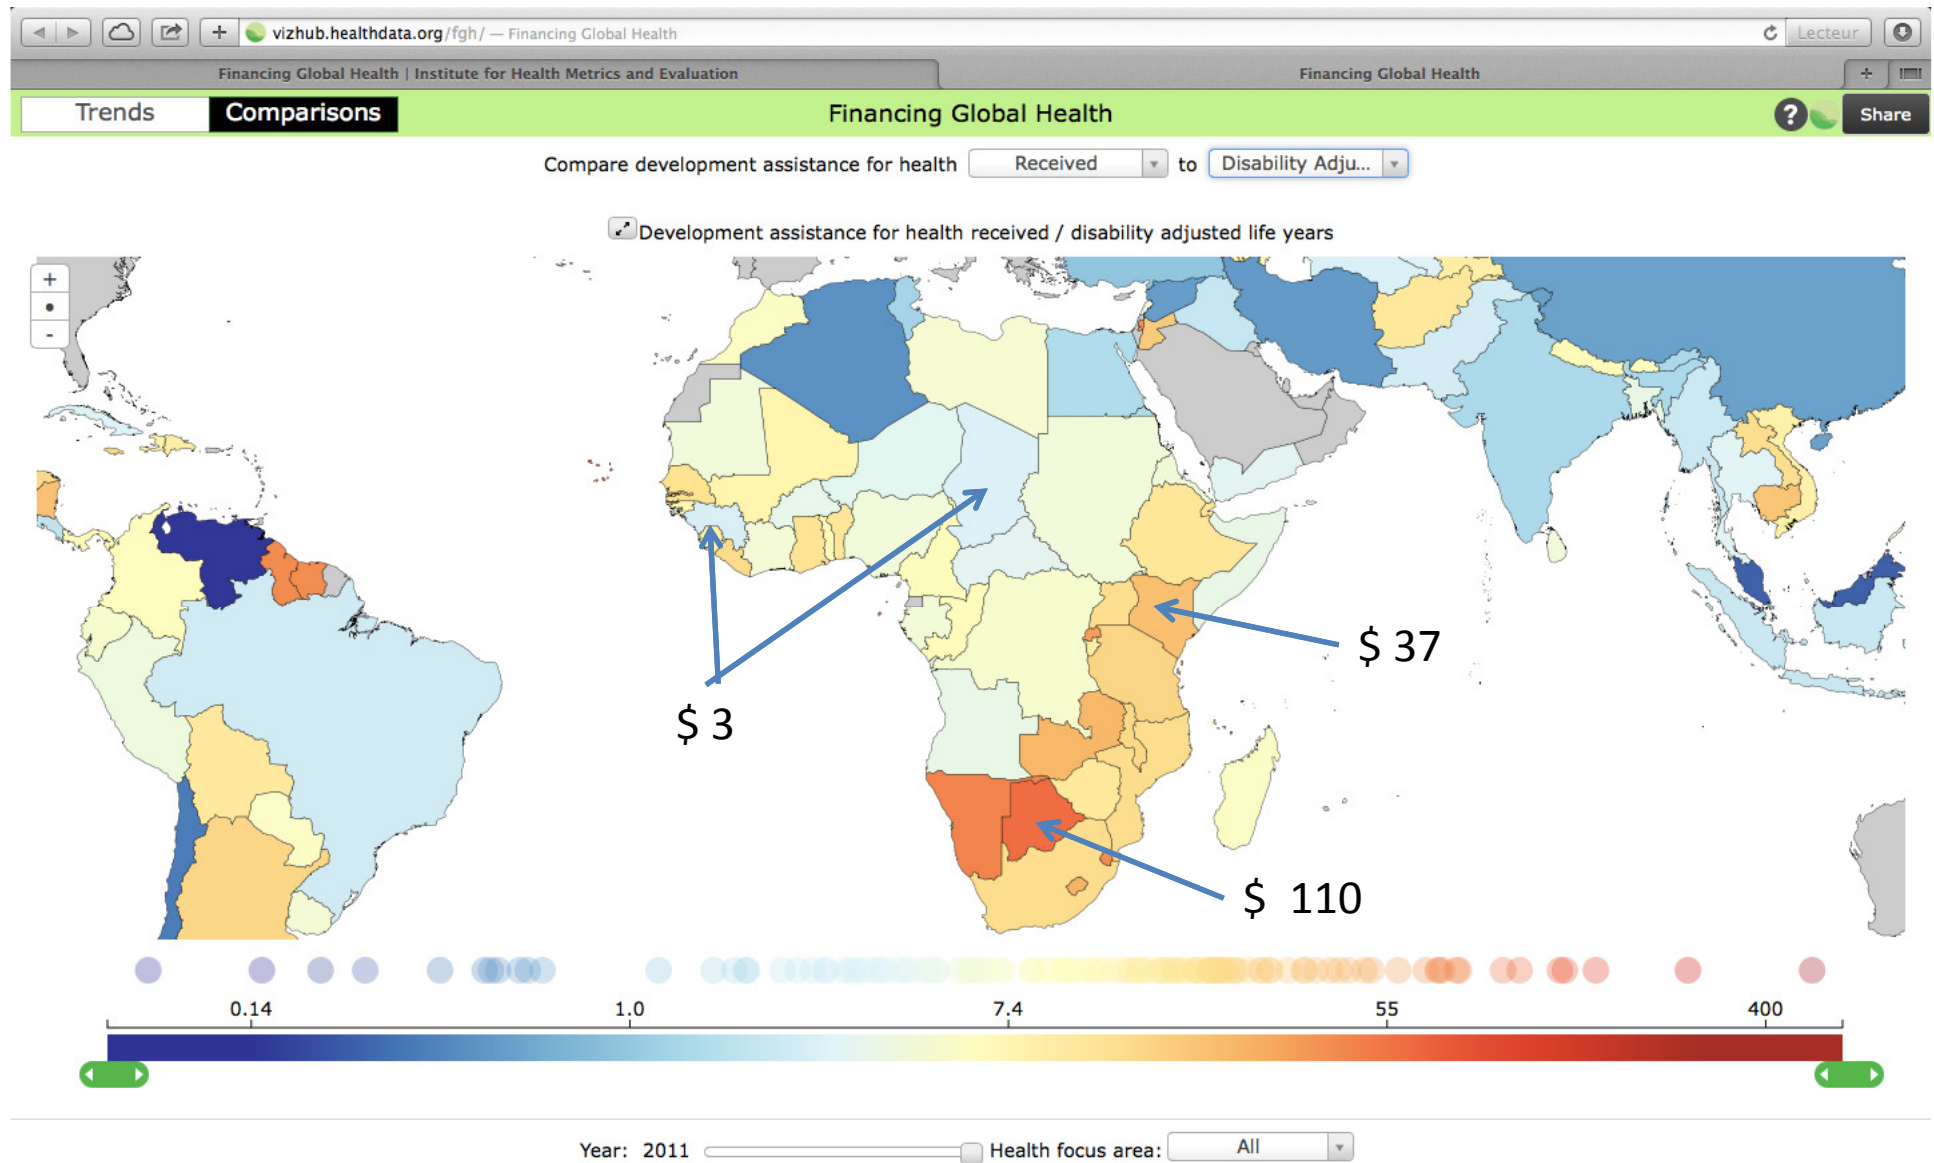 vizhub.healthdata.org/fgh/ — Financing Global Health
Lecteur
Financing Global Health | Institute for Health Metrics and Evaluation
Financing Global Health
Trends
Comparisons
Financing Global Health
?
Share
Compare development assistance for health
Received
to
Disability Adju...
Development assistance for health received / disability adjusted life years
+
-
$ 37
$ 3
$ 110
0.14
1.0
7.4
55
400
Year: 2011
Health focus area:
All